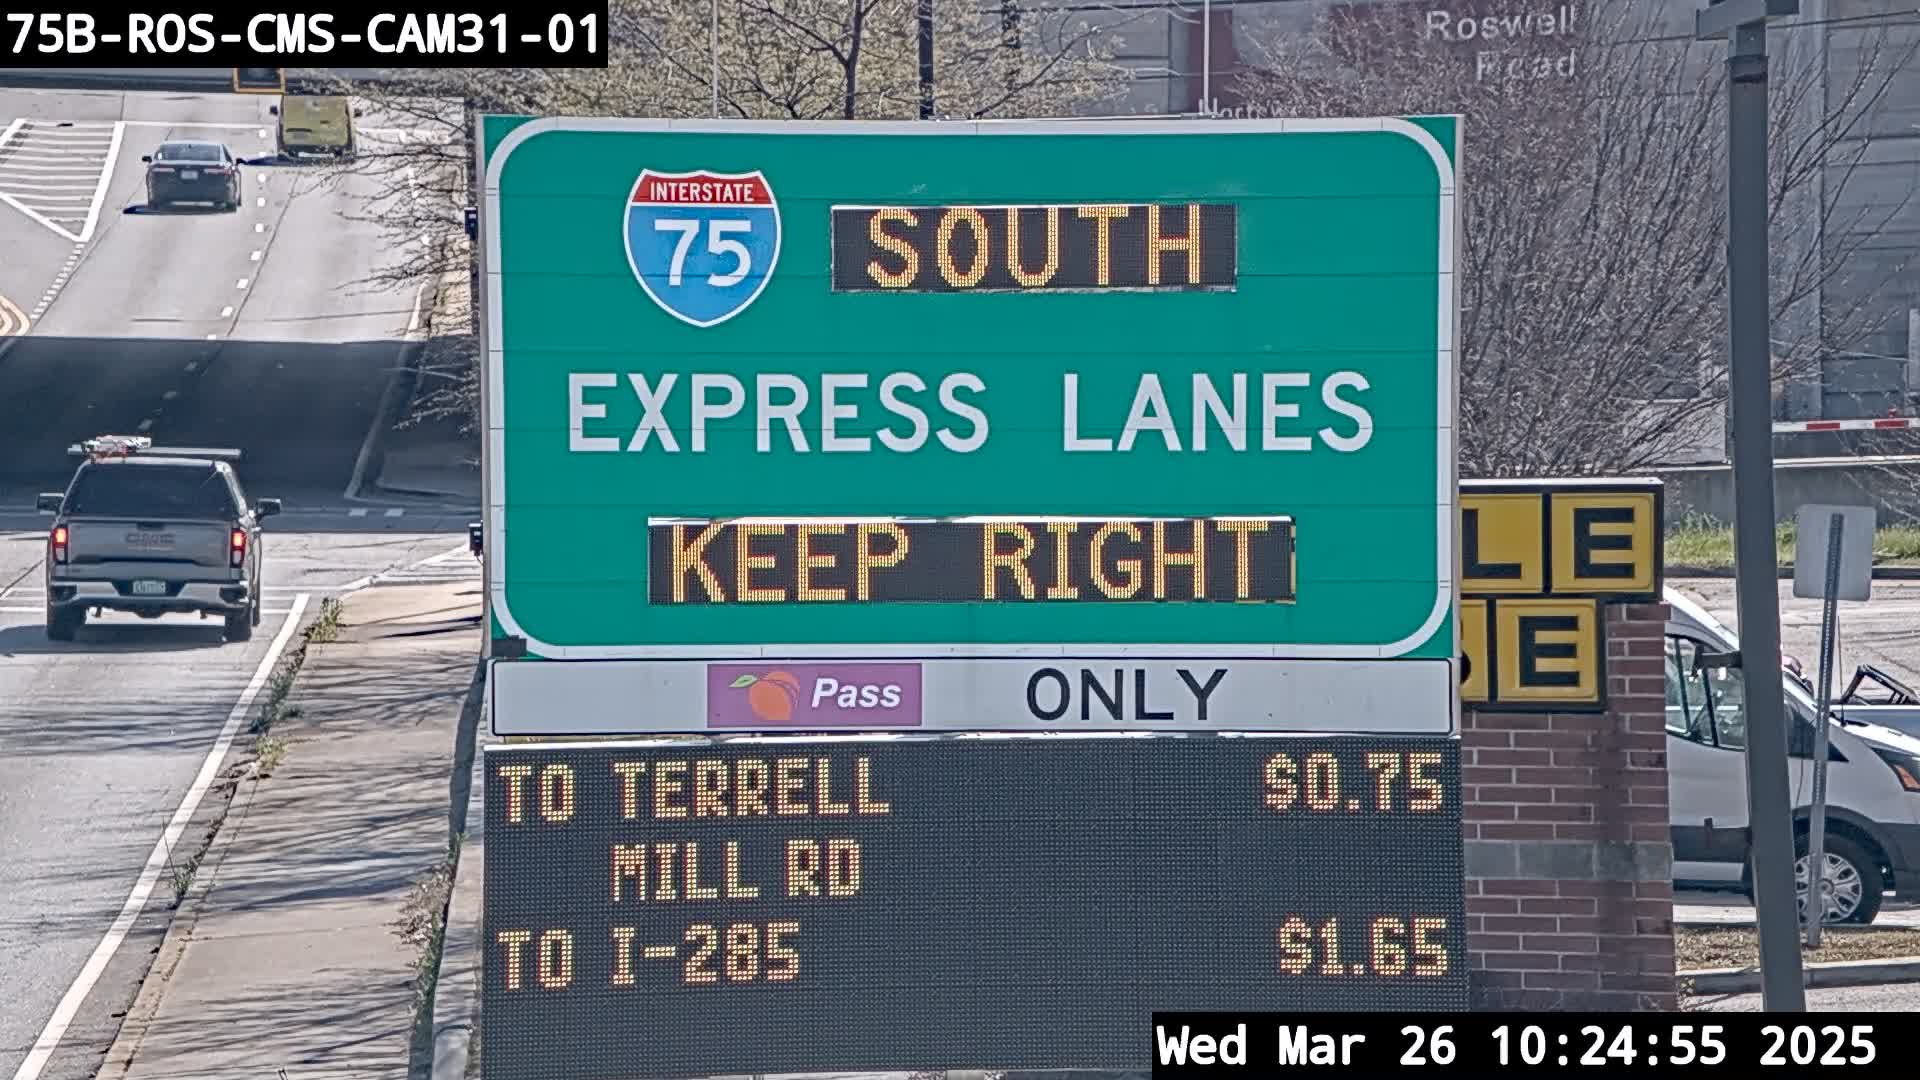 75B-ROS-CMS-CAM31-01
Roswell
Road
INTERSTATE
75
SOUTH
EXPRESS LANES
KEEP RIGHT
Pass
ONLY
TO TERRELL $0.75
MILL RD
TO I-285 $1.65
LE
E
Wed Mar 26 10:24:55 2025